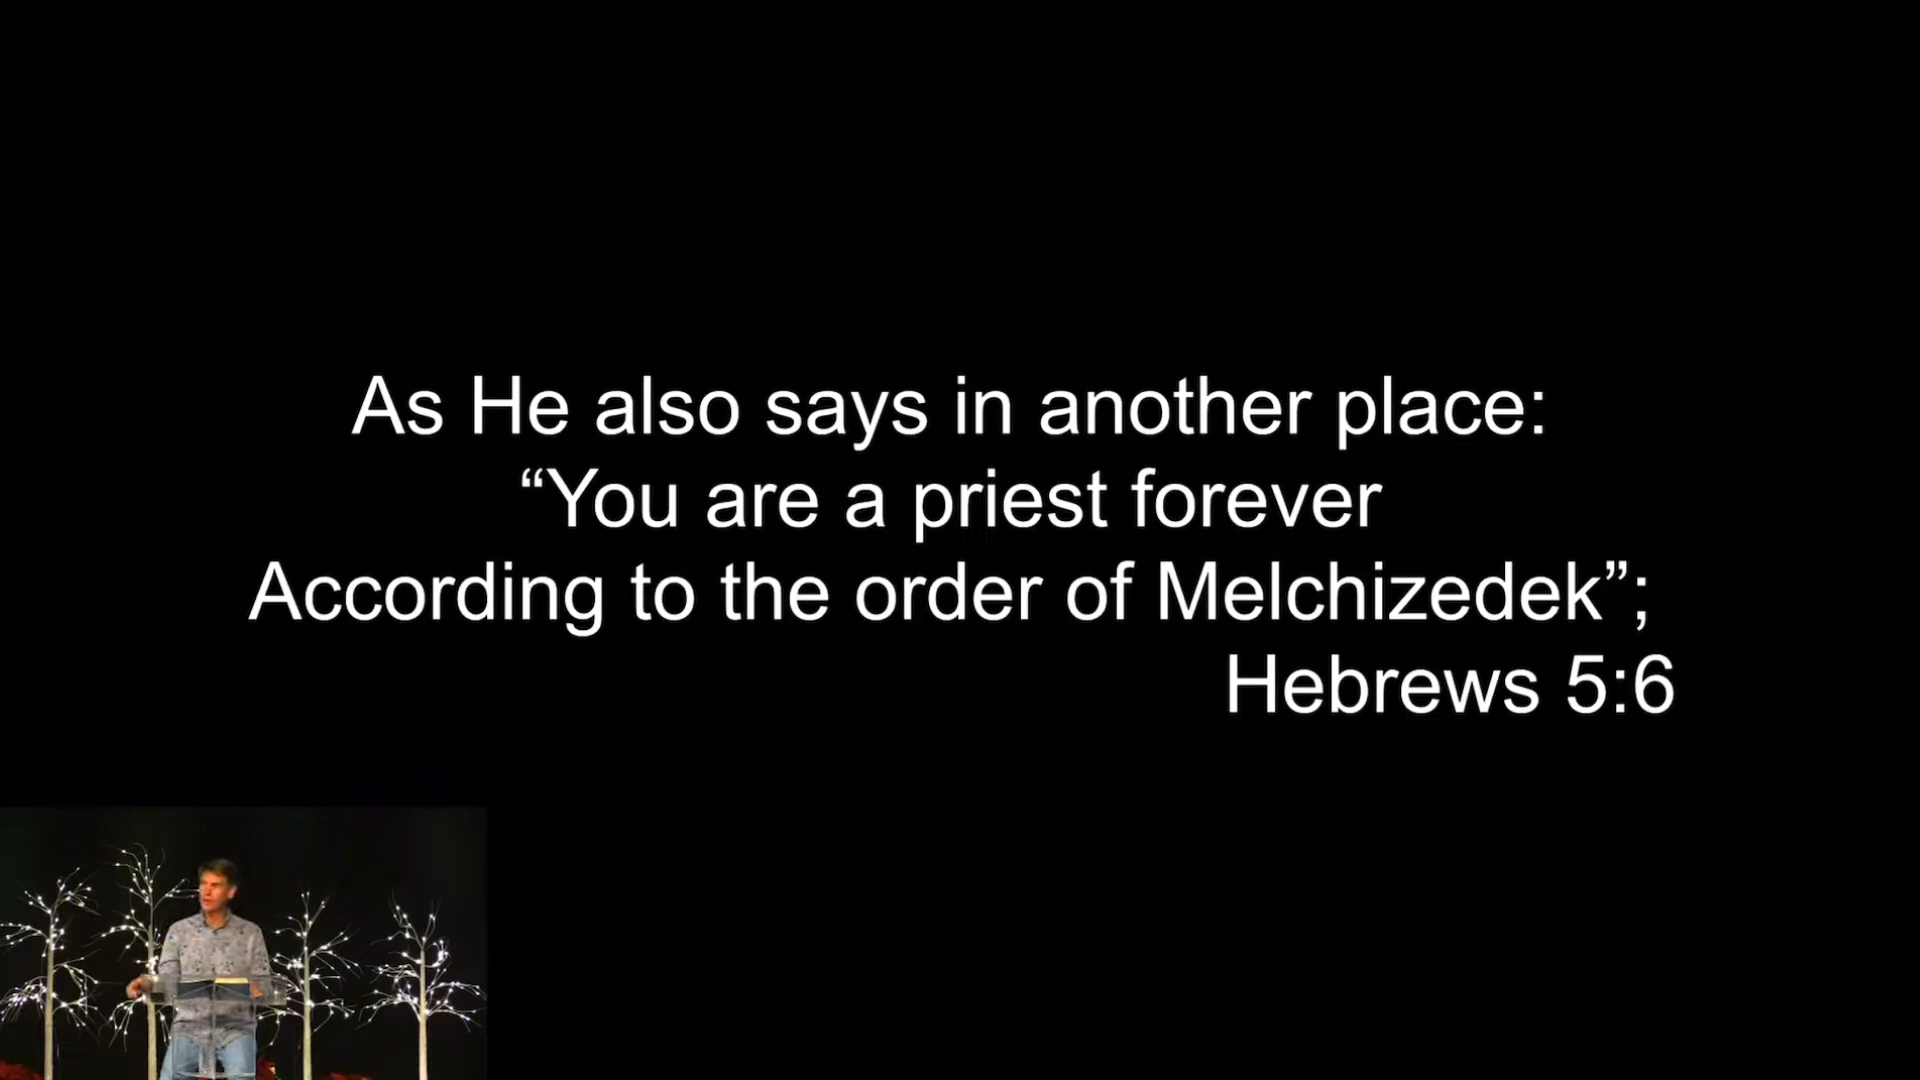 As He also says in another place:
“You are a priest forever
According to the order of Melchizedek”;
Hebrews 5:6